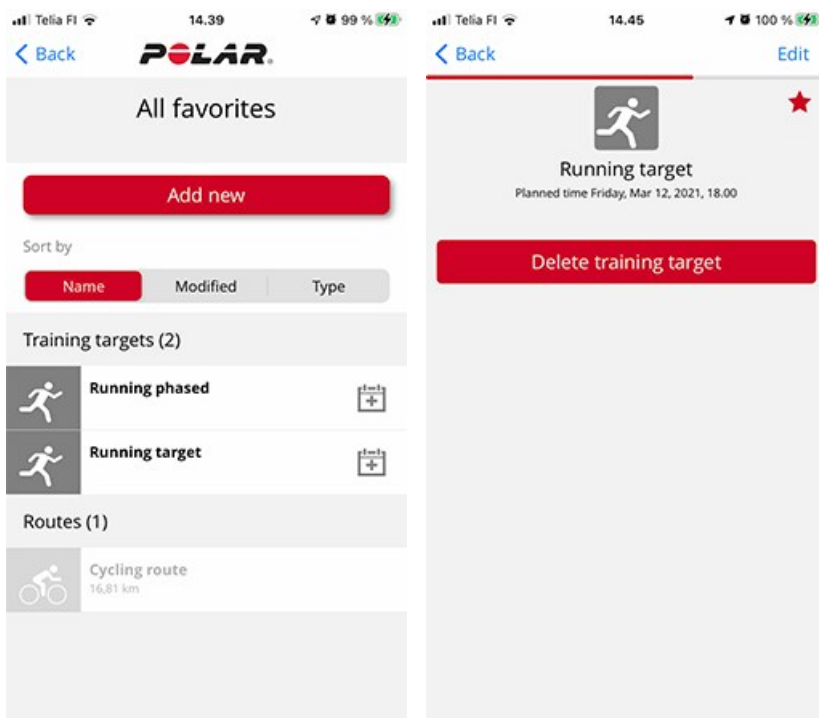 Telia FI 14.39 99 %
Back POLAR.
All favorites
Add new
Sort by
Name Modified Type
Training targets (2)
Running phased
Running target
Routes (1)
Cycling route
16,81 km
Telia FI 14.45 100 %
Back Edit
Running target
Planned time Friday, Mar 12, 2021, 18.00
Delete training target